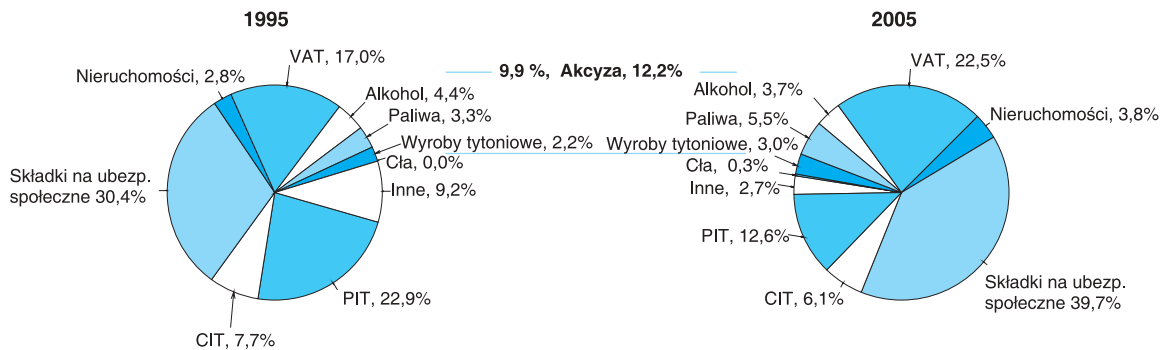 1995
VAT, 17,0%
Nieruchomości, 2,8%
Alkohol, 4,4%
Paliwa, 3,3%
Wyroby tytoniowe, 2,2%
Cła, 0,0%
Inne, 9,2%
Składki na ubezp.
społeczne 30,4%
PIT, 22,9%
CIT, 7,7%
9,9 %, Akcyza, 12,2%
2005
VAT, 22,5%
Alkohol, 3,7%
Nieruchomości, 3,8%
Paliwa, 5,5%
Wyroby tytoniowe, 3,0%
Cła, 0,3%
Inne, 2,7%
PIT, 12,6%
CIT, 6,1%
Składki na ubezp.
społeczne 39,7%